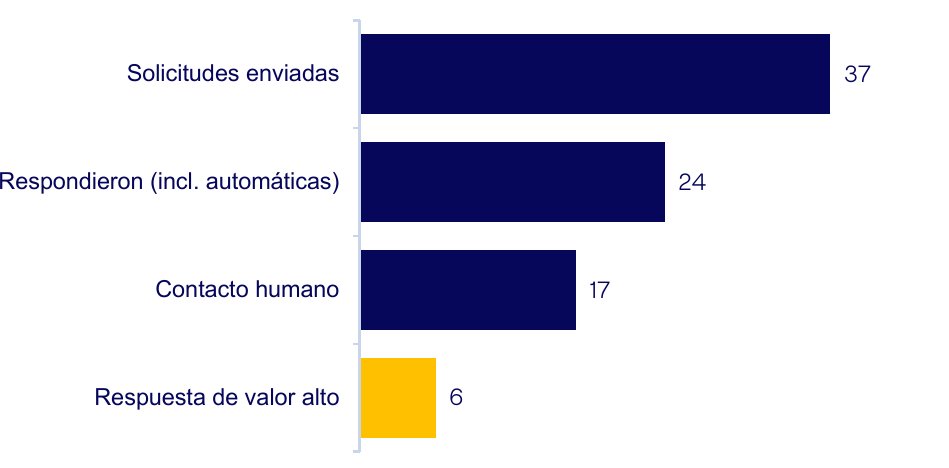 Solicitudes enviadas 37
Respondieron (incl. automáticas) 24
Contacto humano 17
Respuesta de valor alto 6